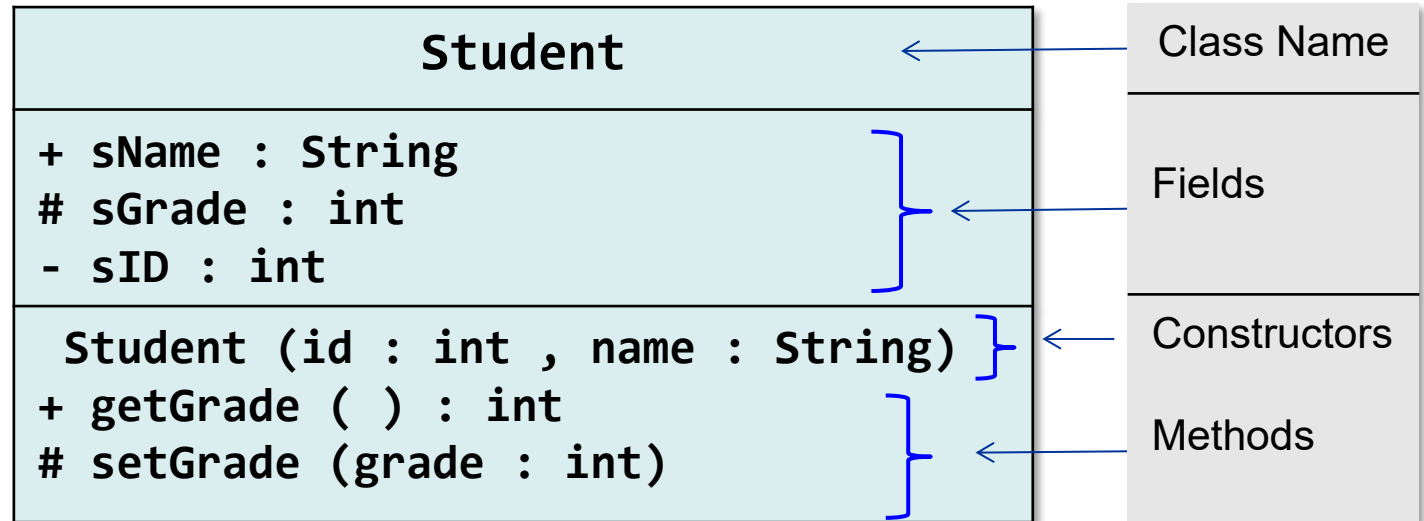 Student
Class Name
+ sName : String
# sGrade : int
- sID : int
Fields
Student (id : int , name : String)
Constructors
+ getGrade ( ) : int
# setGrade (grade : int)
Methods